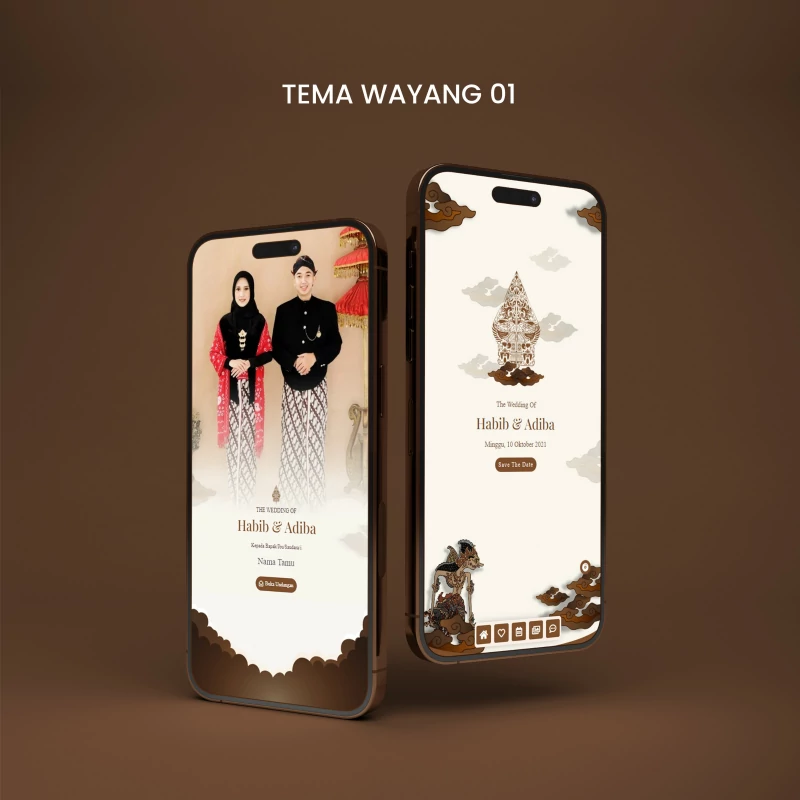 TEMA WAYANG 01
THE WEDDING OF
Habib & Adiba
Kepada Bapak/Ibu/Saudara/i
Nama Tamu
Buka Undangan
The Wedding Of
Habib & Adiba
Minggu, 10 Oktober 2021
Save The Date